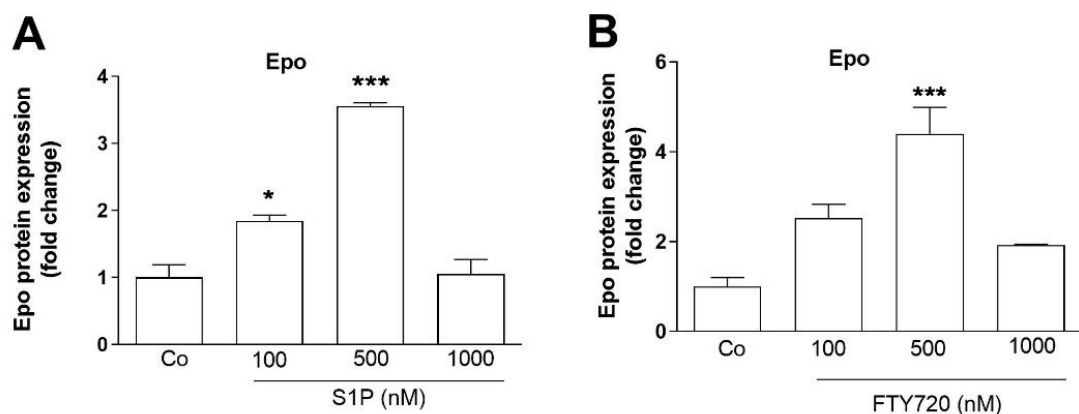 A
Epo
Epo protein expression
(fold change)
4
3
2
1
0
*
***
Co 100 500 1000
S1P (nM)
B
Epo
Epo protein expression
(fold change)
6
4
2
0
***
Co 100 500 1000
FTY720 (nM)